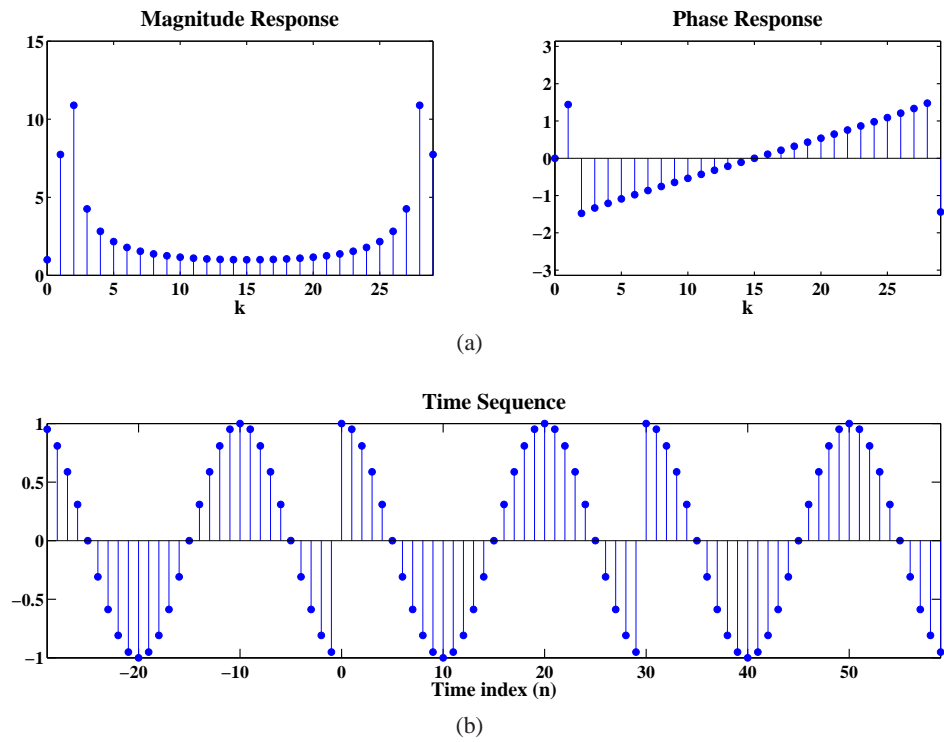 Magnitude Response
Phase Response
15
10
5
0
0 5 10 15 20 25
k
3
2
1
0
−1
−2
−3
0 5 10 15 20 25
k
(a)
Time Sequence
1
0.5
0
−0.5
−1
−20 −10 0 10 20 30 40 50
Time index (n)
(b)